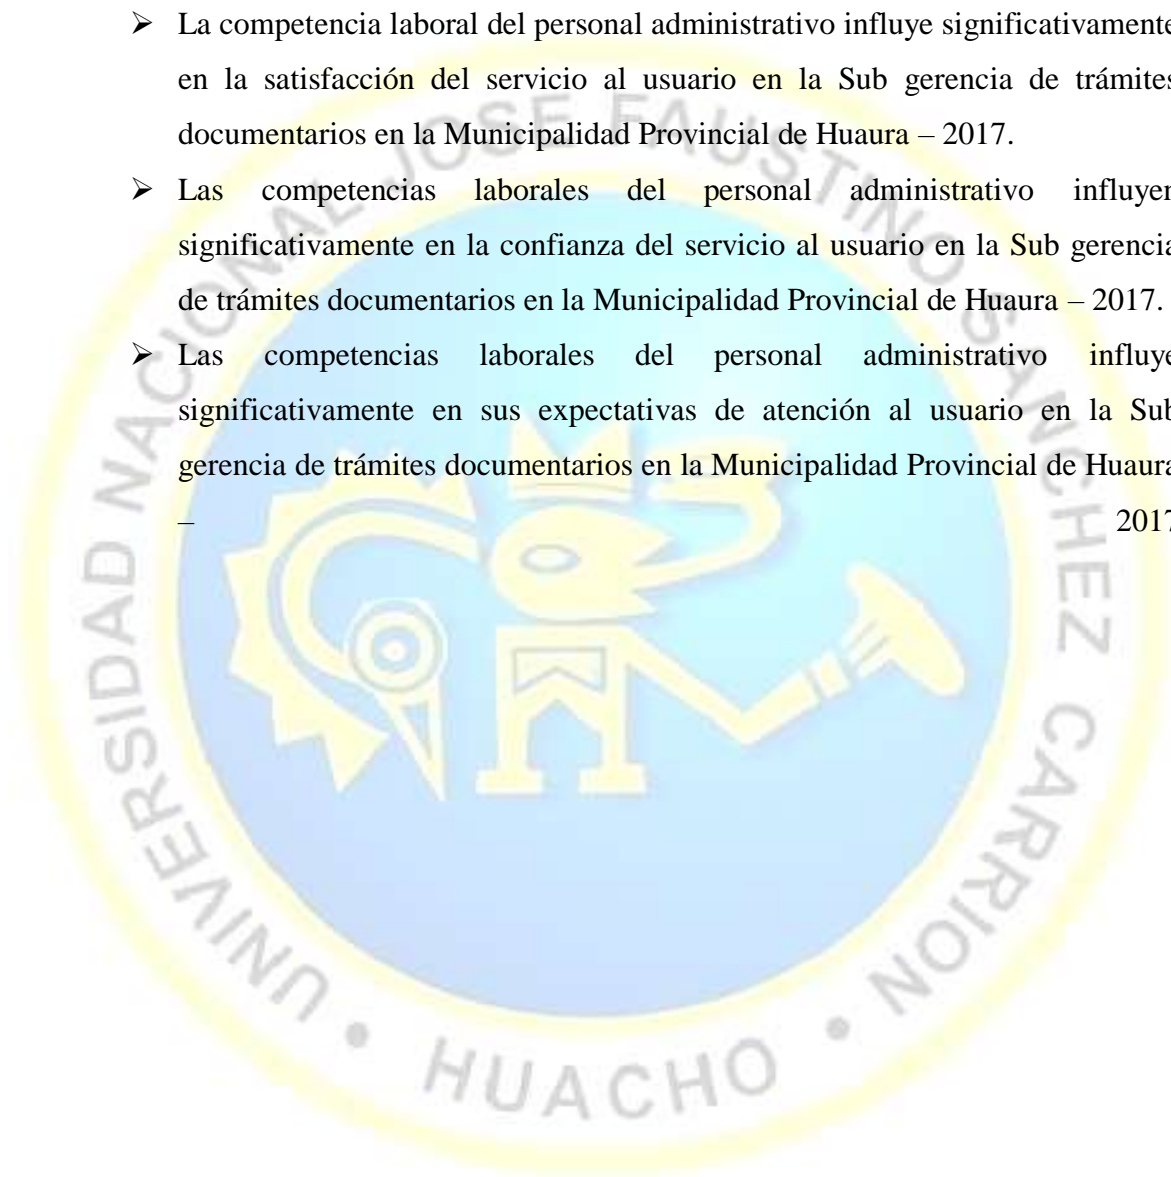 ➢ La competencia laboral del personal administrativo influye significativamente
en la satisfacción del servicio al usuario en la Sub gerencia de trámites
documentarios en la Municipalidad Provincial de Huaura – 2017.
➢ Las competencias laborales del personal administrativo influyen
significativamente en la confianza del servicio al usuario en la Sub gerencia
de trámites documentarios en la Municipalidad Provincial de Huaura – 2017.
➢ Las competencias laborales del personal administrativo influye
significativamente en sus expectativas de atención al usuario en la Sub
gerencia de trámites documentarios en la Municipalidad Provincial de Huaura
– 2017
UNIVERSIDAD NACIONAL JOSE FAUSTINO SANCHEZ CARRION
• HUACHO •